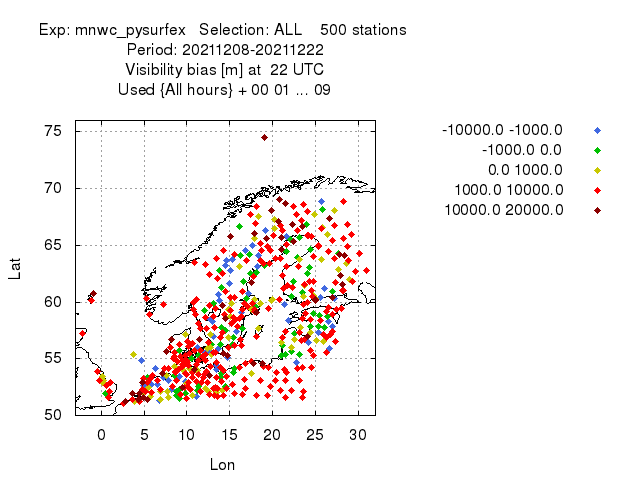 Exp: mnwc_pysurfex   Selection: ALL    500 stations
Period: 20211208-20211222
Visibility bias [m] at  22 UTC
Used {All hours} + 00 01 ... 09
-10000.0 -1000.0
-1000.0 0.0
0.0 1000.0
1000.0 10000.0
10000.0 20000.0
75
70
65
60
55
50
Lat
0 5 10 15 20 25 30
Lon